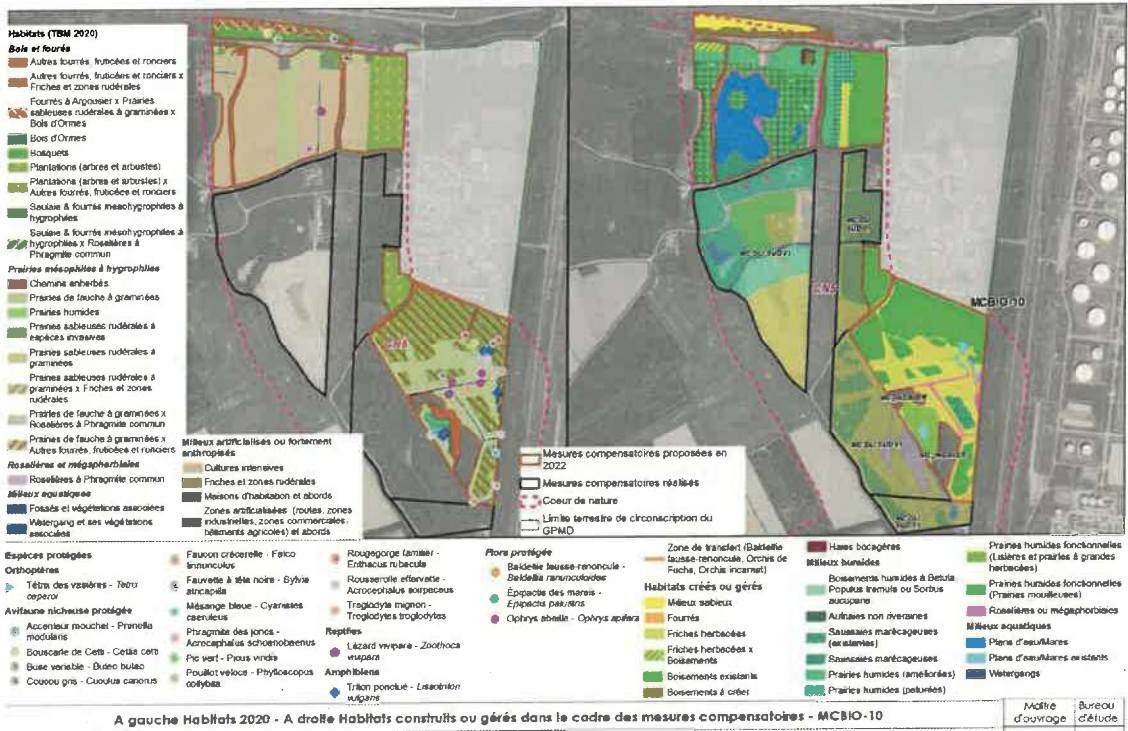 Habitats (TBM 2020)
Bois et fourés
Autres fourrés, fruticées et ronciers
Autres fourrés, fruticées et ronciers x
Friches et zones rudérales
Fourrés à Argousier x Prairies
sableuses rudérales à graminées x
Bois d'Ormes
Bois d'Ormes
Bosquets
Plantations (arbres et arbustes)
Plantations (arbres et arbustes) x
Autres fourrés, fruticées et ronciers
Saulaie & fourrés mésohygrophiles à
hygrophiles
Saulaie & fourrés mésohygrophiles à
hygrophiles x Roselières à
Phragmite commun
Prairies mésophiles à hygrophiles
Chemins enherbés
Prairies de fauche à graminées
Prairies humides
Prairies sableuses rudérales à
espèces invasives
Prairies sableuses rudérales à
graminées
Prairies sableuses rudérales à
graminées x Friches et zones
rudérales
Prairies de fauche à graminées x
Roselières à Phragmite commun
Prairies de fauche à graminées x
Autres fourrés, fruticées et ronciers
Roselières et mégaphorbiaies
Roselières à Phragmite commun
Milieux aquatiques
Fossés et végétations associées
Watergang et ses végétations
associées
Milieux artificialisés ou fortement
anthropisés
Cultures intensives
Friches et zones rudérales
Maisons d'habitation et abords
Zones artificialisées (routes, zones
industrielles, zones commerciales,
bâtiments agricoles) et abords
CN6
CN5
MCBIO-10
Mesures compensatoires proposées en
2022
Mesures compensatoires réalisés
Coeur de nature
Limite terrestre de circonscription du
GPMD
Espèces protégées
Orthoptères
Tétrix des vasières - Tetrix
ceperoi
Avifaune nicheuse protégée
Accenteur mouchet - Prunella
modularis
Bouscarle de Cetti - Cettia cetti
Buse variable - Buteo buteo
Coucou gris - Cuculus canorus
Faucon crécerelle - Falco
tinnunculus
Fauvette à tête noire - Sylvia
atricapilla
Mésange bleue - Cyanistes
caeruleus
Phragmite des joncs -
Acrocephalus schoenobaenus
Pic vert - Picus viridis
Pouillot véloce - Phylloscopus
collybita
Rougegorge familier -
Erithacus rubecula
Rousserolle effarvatte -
Acrocephalus scirpaceus
Troglodyte mignon -
Troglodytes troglodytes
Reptiles
Lézard vivipare - Zootoca
vivipara
Amphibiens
Triton ponctué - Lissotriton
vulgaris
Flore protégée
Baldellie fausse-renoncule -
Baldellia ranunculoides
Épipactis des marais -
Epipactis palustris
Ophrys abeille - Ophrys apifera
Zone de transfert (Baldellie
fausse-renoncule, Orchis de
Fuchs, Orchis incarnat)
Habitats créés ou gérés
Milieux sableux
Fourrés
Friches herbacées
Friches herbacées x
Boisements
Boisements existants
Boisements à créer
Haies bocagères
Milieux humides
Boisements humides à Betula,
Populus tremula ou Sorbus
aucuparia
Aulnaies non riveraines
Saussaies marécageuses
(existantes)
Saussaies marécageuses
Prairies humides (améliorées)
Prairies humides (paturées)
Prairies humides fonctionnelles
(Lisières et prairies à grandes
herbacées)
Prairies humides fonctionnelles
(Prairies mouilleuses)
Roselières ou mégaphorbiaies
Milieux aquatiques
Plans d'eau/Mares
Plans d'eau/Mares existants
Watergangs
A gauche Habitats 2020 - A droite Habitats construits ou gérés dans le cadre des mesures compensatoires - MCBIO-10
Maître
d'ouvrage
Bureau
d'étude